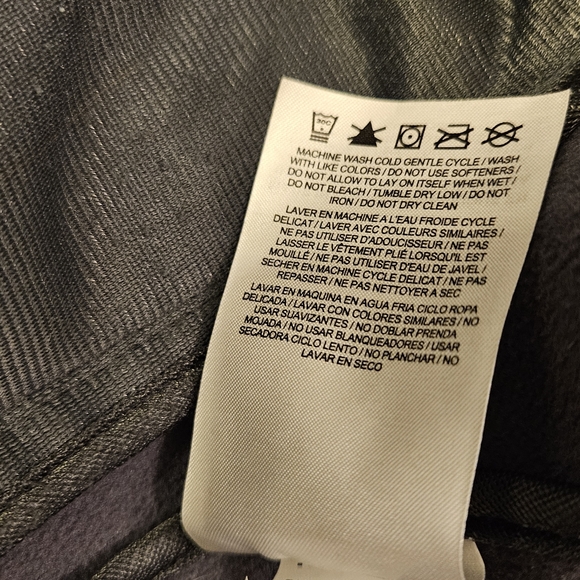 30C
MACHINE WASH COLD GENTLE CYCLE / WASH
WITH LIKE COLORS / DO NOT USE SOFTENERS /
DO NOT ALLOW TO LAY ON ITSELF WHEN WET /
DO NOT BLEACH / TUMBLE DRY LOW / DO NOT
IRON / DO NOT DRY CLEAN
LAVER EN MACHINE A L'EAU FROIDE CYCLE
DELICAT / LAVER AVEC COULEURS SIMILAIRES /
NE PAS UTILISER D'ADOUCISSEUR / NE PAS
LAISSER LE VÊTEMENT PLIÉ LORSQU'IL EST
MOUILLÉ / NE PAS UTILISER D'EAU DE JAVEL /
SECHER EN MACHINE CYCLE DELICAT / NE PAS
REPASSER / NE PAS NETTOYER A SEC
LAVAR EN MAQUINA EN AGUA FRIA CICLO ROPA
DELICADA / LAVAR CON COLORES SIMILARES / NO
USAR SUAVIZANTES / NO DOBLAR PRENDA
MOJADA / NO USAR BLANQUEADORES / USAR
SECADORA CICLO LENTO / NO PLANCHAR / NO
LAVAR EN SECO